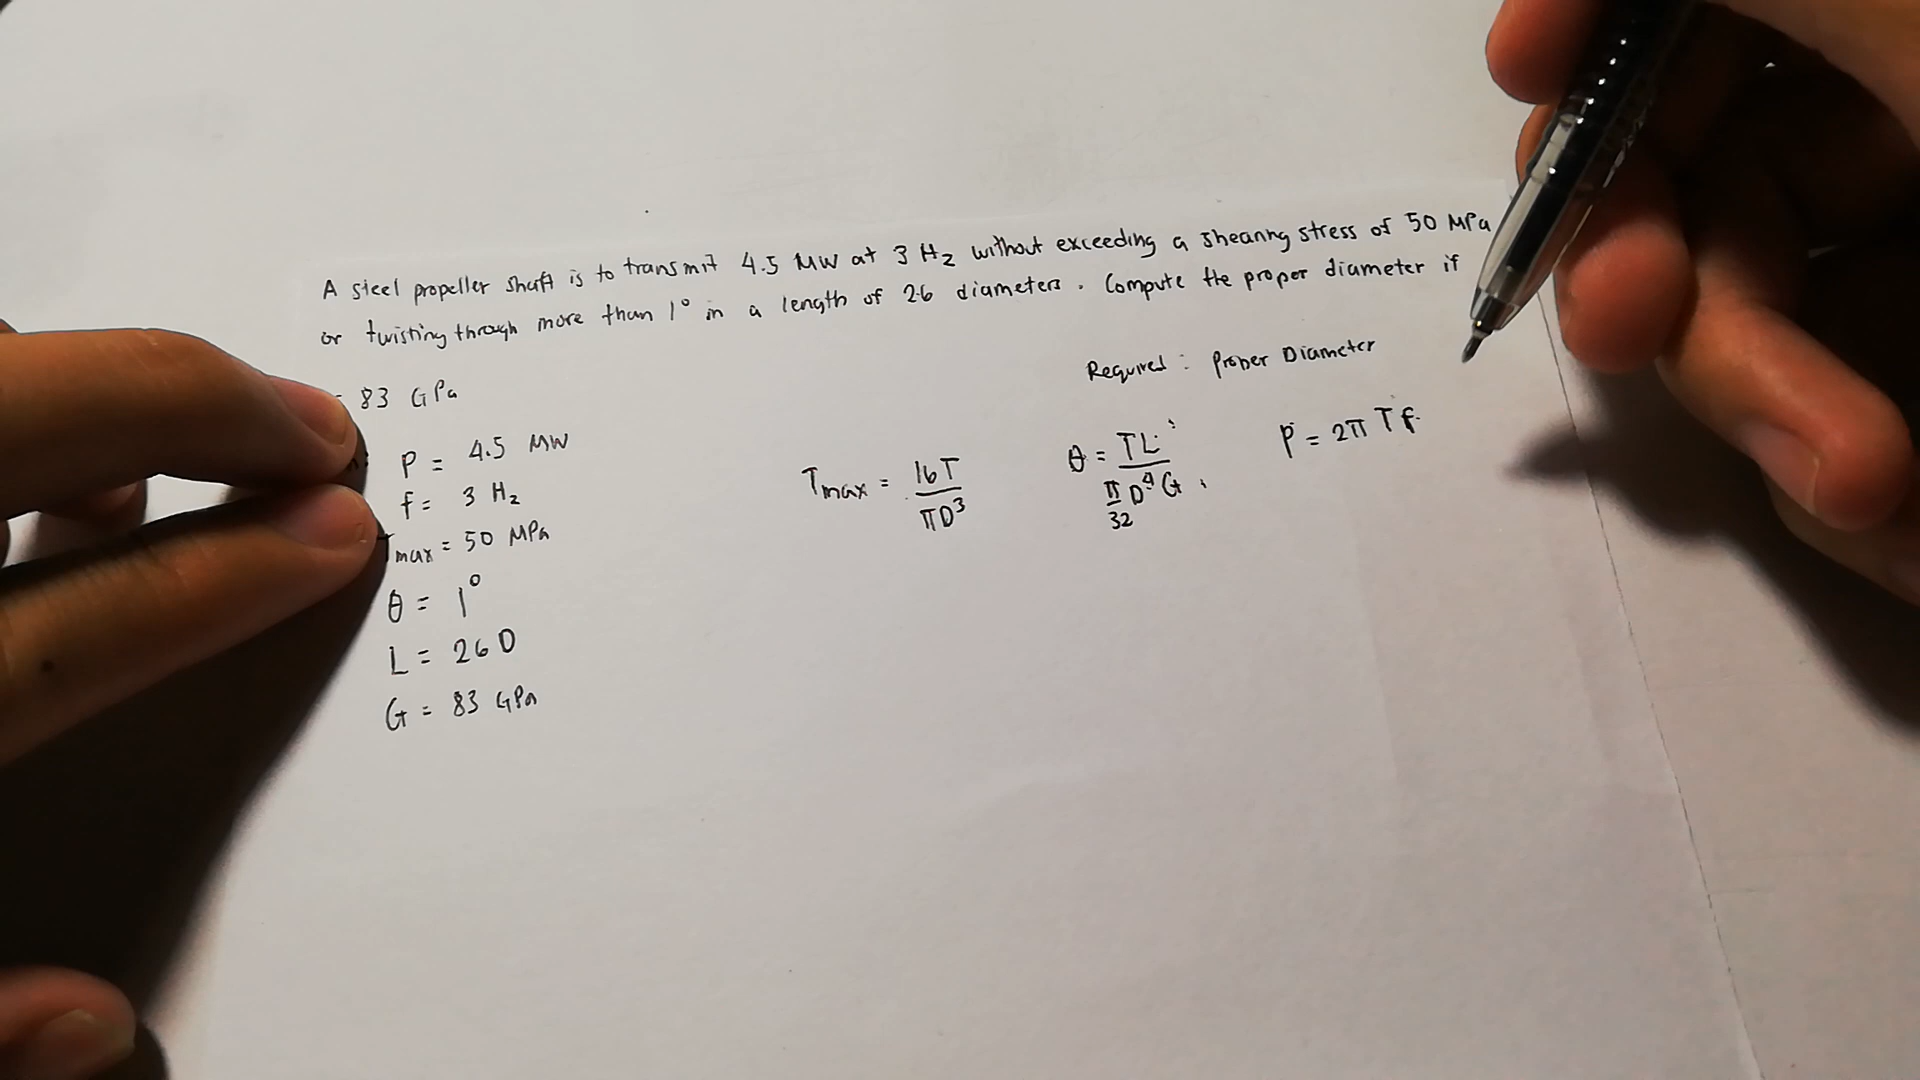 A steel propeller shaft is to transmit 4.5 MW at 3 Hz without exceeding a shearing stress of 50 MPa
or twisting through more than 1° in a length of 26 diameters. Compute the proper diameter if
= 83 GPa
Required: Proper Diameter
P = 4.5 MW
f = 3 Hz
τmax = 50 MPa
θ = 1°
L = 26 D
G = 83 GPa
τmax = 16T / πD³
θ = TL / π/32 D⁴ G
P = 2π T f